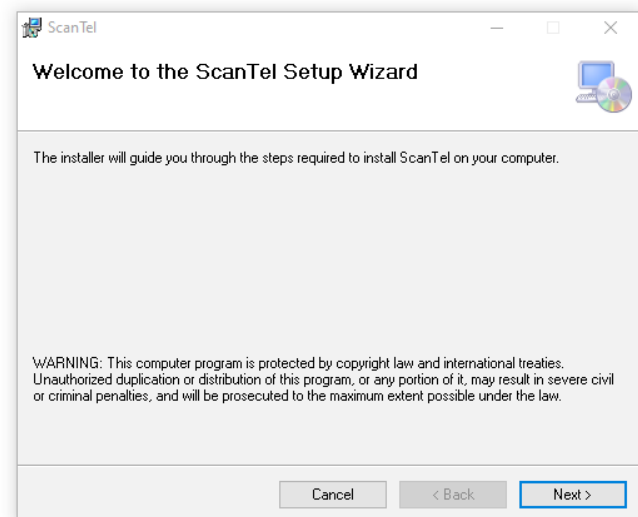 ScanTel
Welcome to the ScanTel Setup Wizard
The installer will guide you through the steps required to install ScanTel on your computer.
WARNING: This computer program is protected by copyright law and international treaties.
Unauthorized duplication or distribution of this program, or any portion of it, may result in severe civil
or criminal penalties, and will be prosecuted to the maximum extent possible under the law.
Cancel
< Back
Next >